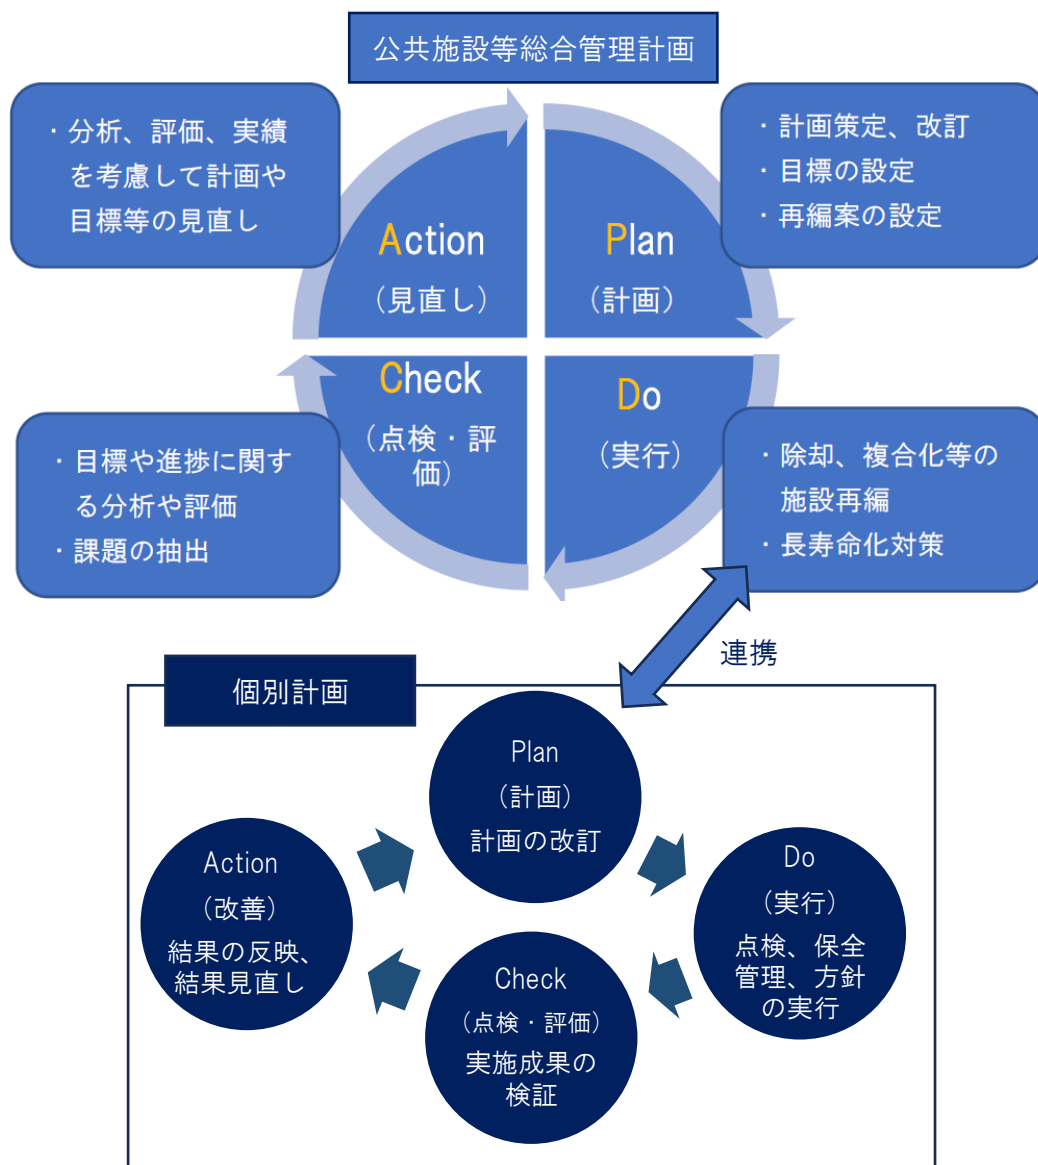 公共施設等総合管理計画
・分析、評価、実績
を考慮して計画や
目標等の見直し
・計画策定、改訂
・目標の設定
・再編案の設定
Action
（見直し）
Plan
（計画）
Check
（点検・評
価）
Do
（実行）
・目標や進捗に関す
る分析や評価
・課題の抽出
・除却、複合化等の
施設再編
・長寿命化対策
連携
個別計画
Plan
（計画）
計画の改訂
Action
（改善）
結果の反映、
結果見直し
Do
（実行）
点検、保全
管理、方針
の実行
Check
（点検・評価）
実施成果の
検証